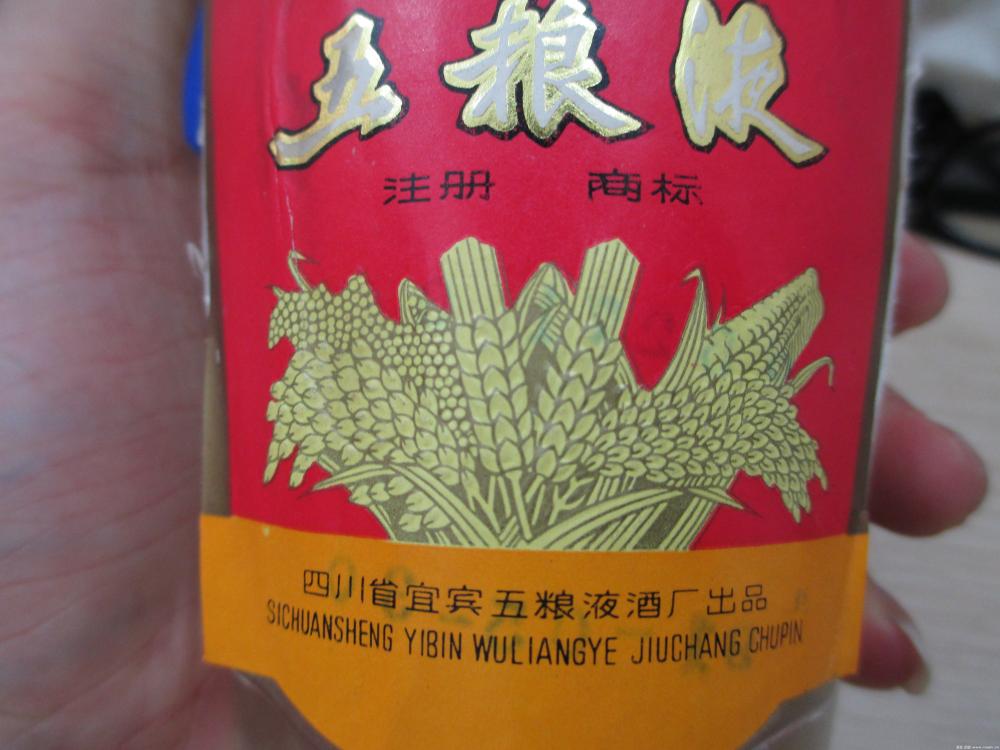 五粮液
注册 商标
四川省宜宾五粮液酒厂出品
SICHUANSHENG YIBIN WULIANGYE JIUCHANG CHUPIN